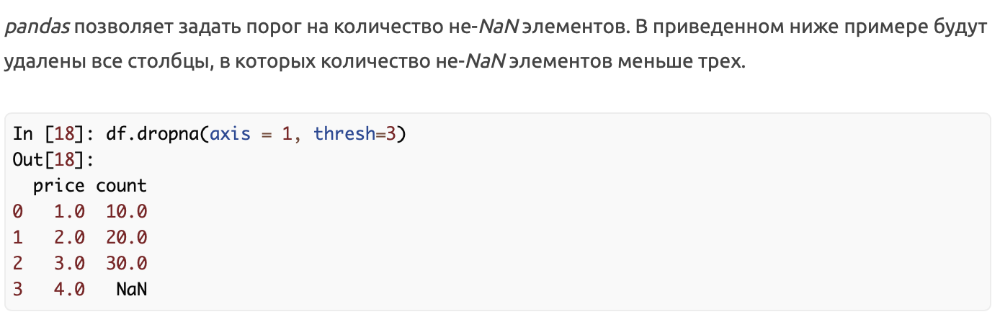 pandas позволяет задать порог на количество не-NaN элементов. В приведенном ниже примере будут
удалены все столбцы, в которых количество не-NaN элементов меньше трех.
In [18]: df.dropna(axis = 1, thresh=3)
Out[18]:
  price count
0   1.0  10.0
1   2.0  20.0
2   3.0  30.0
3   4.0   NaN